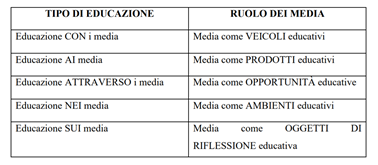 TIPO DI EDUCAZIONE RUOLO DEI MEDIA
Educazione CON i media Media come VEICOLI educativi
Educazione AI media Media come PRODOTTI educativi
Educazione ATTRAVERSO i media Media come OPPORTUNITÀ educative
Educazione NEI media Media come AMBIENTI educativi
Educazione SUI media Media come OGGETTI DI
RIFLESSIONE educativa